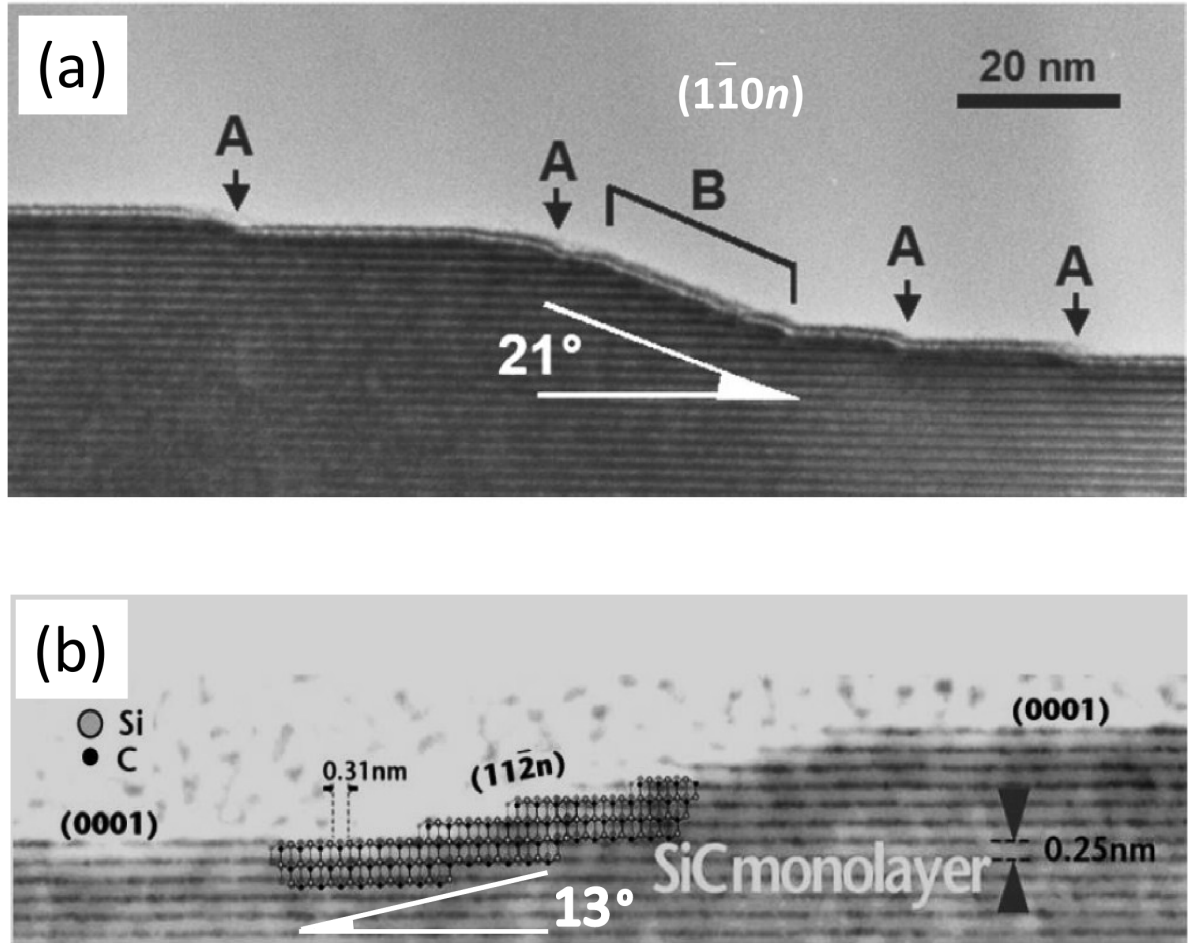 (a)
(11̅0n)
20 nm
A
A
B
A
A
21°
(b)
Si
C
0.31nm
(112̅n)
(0001)
(0001)
SiC monolayer
0.25nm
13°